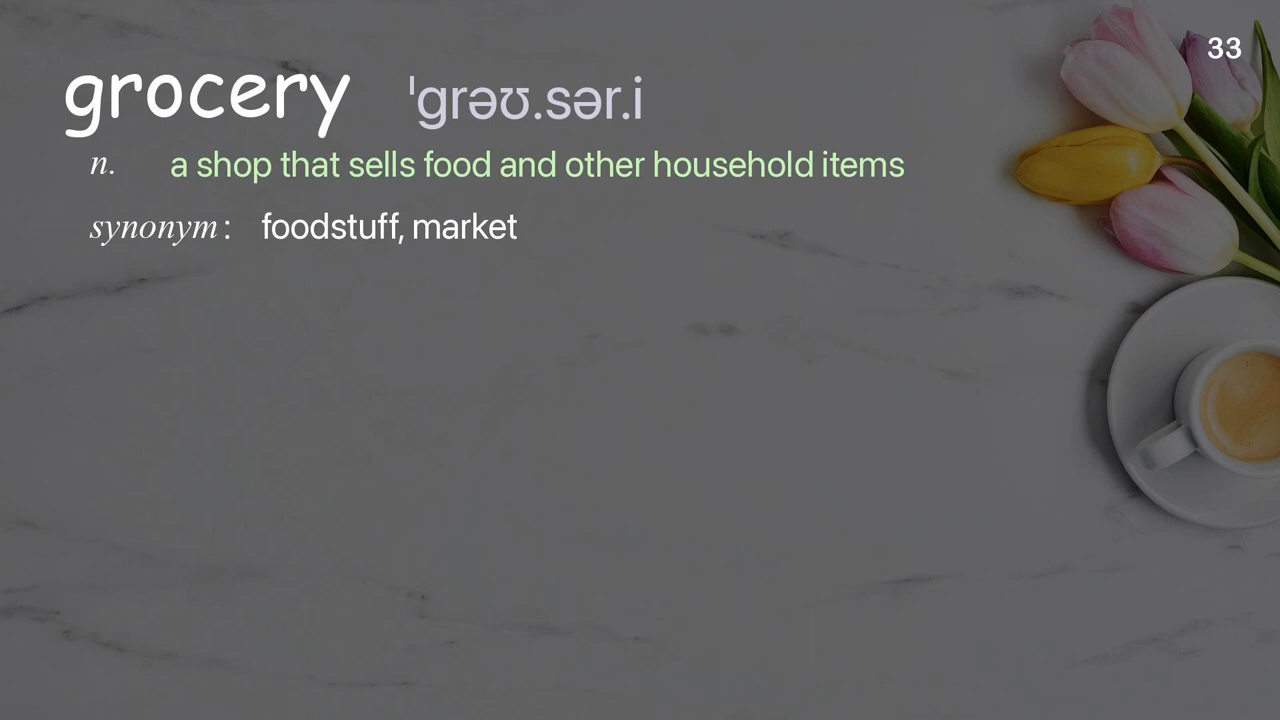 33
grocery ˈgrəʊ.sər.i
n. a shop that sells food and other household items
synonym: foodstuff, market